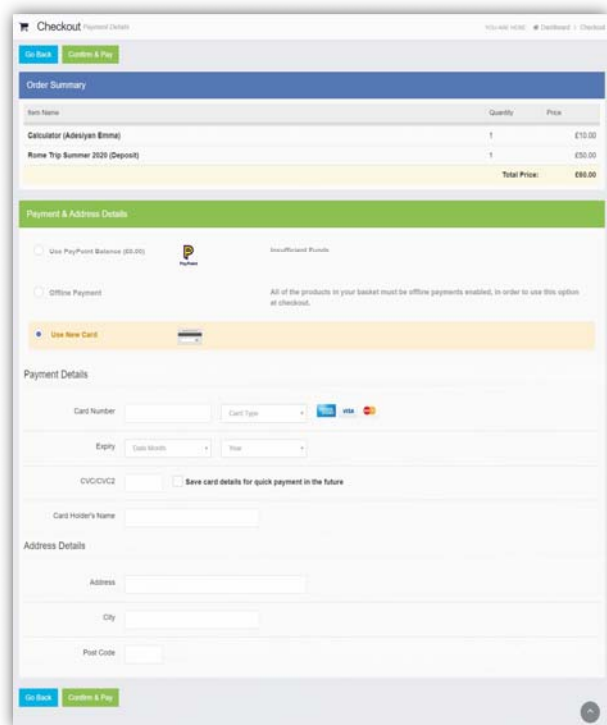 Checkout Payment Details YOU ARE HERE: Dashboard / Checkout
Go Back Confirm & Pay
Order Summary
Item Name Quantity Price
Calculator (Adesiyan Emma) 1 £10.00
Rome Trip Summer 2020 (Deposit) 1 £50.00
Total Price: £60.00
Payment & Address Details
Use PayPoint Balance (£0.00) PayPoint Insufficient Funds
Offline Payment All of the products in your basket must be offline payments enabled, in order to use this option
at checkout.
Use New Card
Payment Details
Card Number Card Type VISA
Expiry Date Month Year
CVC/CVC2 Save card details for quick payment in the future
Card Holder's Name
Address Details
Address
City
Post Code
Go Back Confirm & Pay